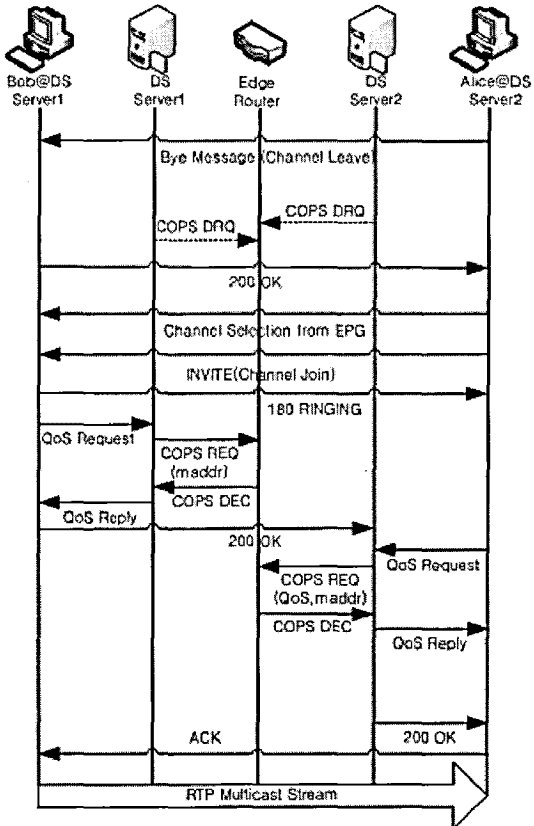 Bob@DS
Server1
DS
Server1
Edge
Router
DS
Server2
Alice@DS
Server2
Bye Message (Channel Leave)
COPS DRQ
COPS DRQ
200 OK
Channel Selection from EPG
INVITE(Channel Join)
180 RINGING
QoS Request
COPS REQ
(maddr)
COPS DEC
QoS Reply
200 OK
QoS Request
COPS REQ
(QoS,maddr)
COPS DEC
QoS Reply
ACK
200 OK
RTP Multicast Stream